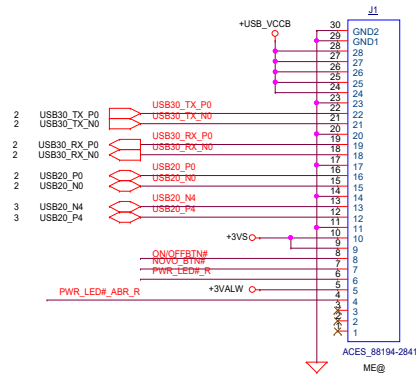 J1
+USB_VCCB
30 GND2
29 GND1
28 28
27 27
26 26
25 25
24 24
23 23
2 USB30_TX_P0 USB30_TX_P0 22 22
2 USB30_TX_N0 USB30_TX_N0 21 21
20 20
2 USB30_RX_P0 USB30_RX_P0 19 19
2 USB30_RX_N0 USB30_RX_N0 18 18
17 17
2 USB20_P0 USB20_P0 16 16
2 USB20_N0 USB20_N0 15 15
14 14
3 USB20_N4 USB20_N4 13 13
3 USB20_P4 USB20_P4 12 12
11 11
+3VS 10 10
9 9
ON/OFFBTN# 8 8
NOVO_BTN# 7 7
PWR_LED#_R 6 6
+3VALW 5 5
PWR_LED#_ABR_R 4 4
3 3
2 2
1 1
ACES_88194-2841
ME@